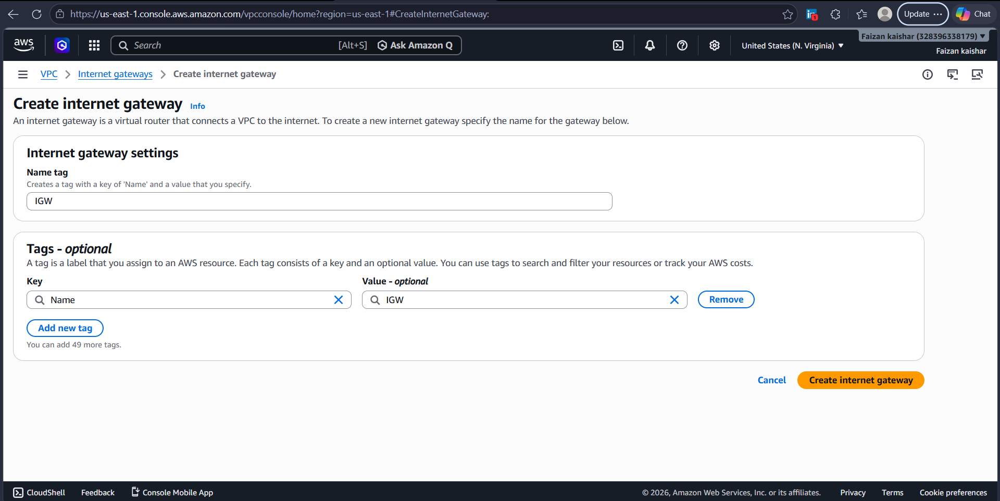 https://us-east-1.console.aws.amazon.com/vpcconsole/home?region=us-east-1#CreateInternetGateway:
in 1
Update ...
Chat
aws
Search [Alt+S] Ask Amazon Q
United States (N. Virginia) ▼
Faizan kaishar (328396338179) ▼
Faizan kaishar
VPC > Internet gateways > Create internet gateway
Create internet gateway Info
An internet gateway is a virtual router that connects a VPC to the internet. To create a new internet gateway specify the name for the gateway below.
Internet gateway settings
Name tag
Creates a tag with a key of 'Name' and a value that you specify.
IGW
Tags - optional
A tag is a label that you assign to an AWS resource. Each tag consists of a key and an optional value. You can use tags to search and filter your resources or track your AWS costs.
Key Value - optional
Name IGW Remove
Add new tag
You can add 49 more tags.
Cancel Create internet gateway
CloudShell Feedback Console Mobile App © 2026, Amazon Web Services, Inc. or its affiliates. Privacy Terms Cookie preferences